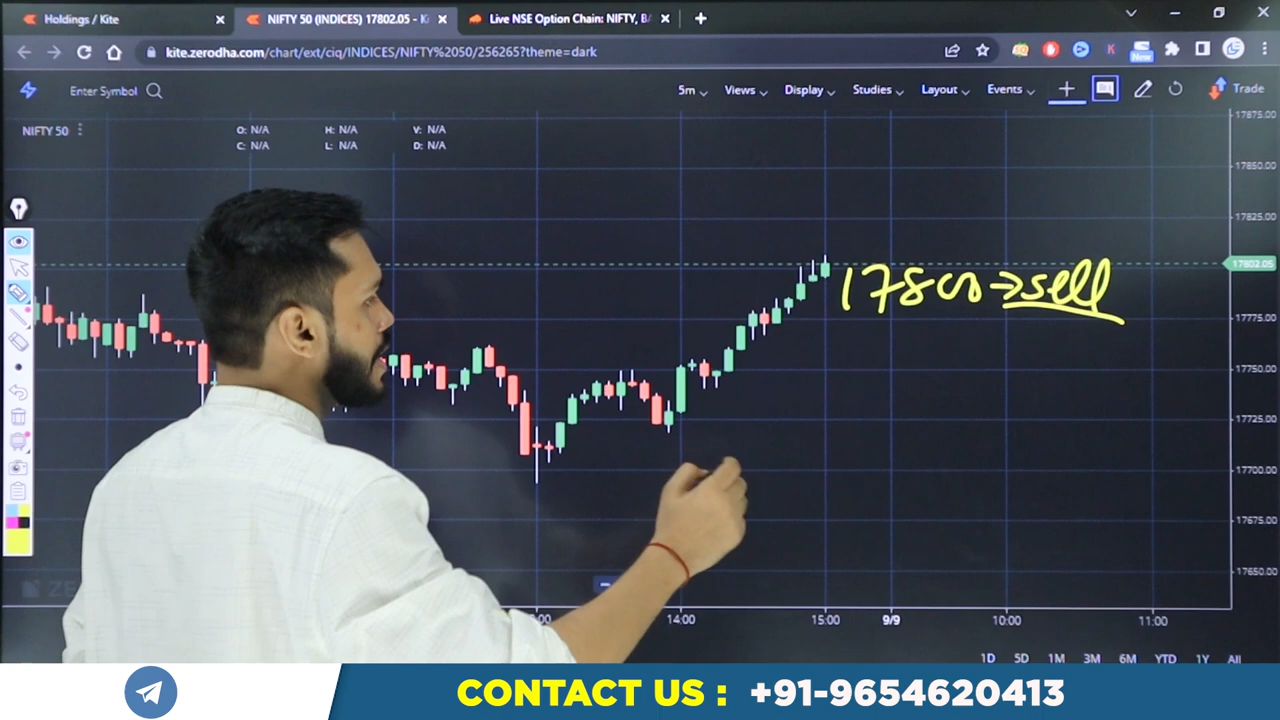 Holdings / Kite
NIFTY 50 (INDICES) 17802.05 - Ki
Live NSE Option Chain: NIFTY, BA
kite.zerodha.com/chart/ext/ciq/INDICES/NIFTY%2050/256265?theme=dark
New
Enter Symbol
5m Views Display Studies Layout Events Trade
NIFTY 50
O: N/A H: N/A V: N/A
C: N/A L: N/A D: N/A
17875.00
17850.00
17825.00
17802.05
17800 → sell
17775.00
17750.00
17725.00
17700.00
17675.00
17650.00
14:00 15:00 9/9 10:00 11:00
1D 5D 1M 3M 6M YTD 1Y All
CONTACT US : +91-9654620413